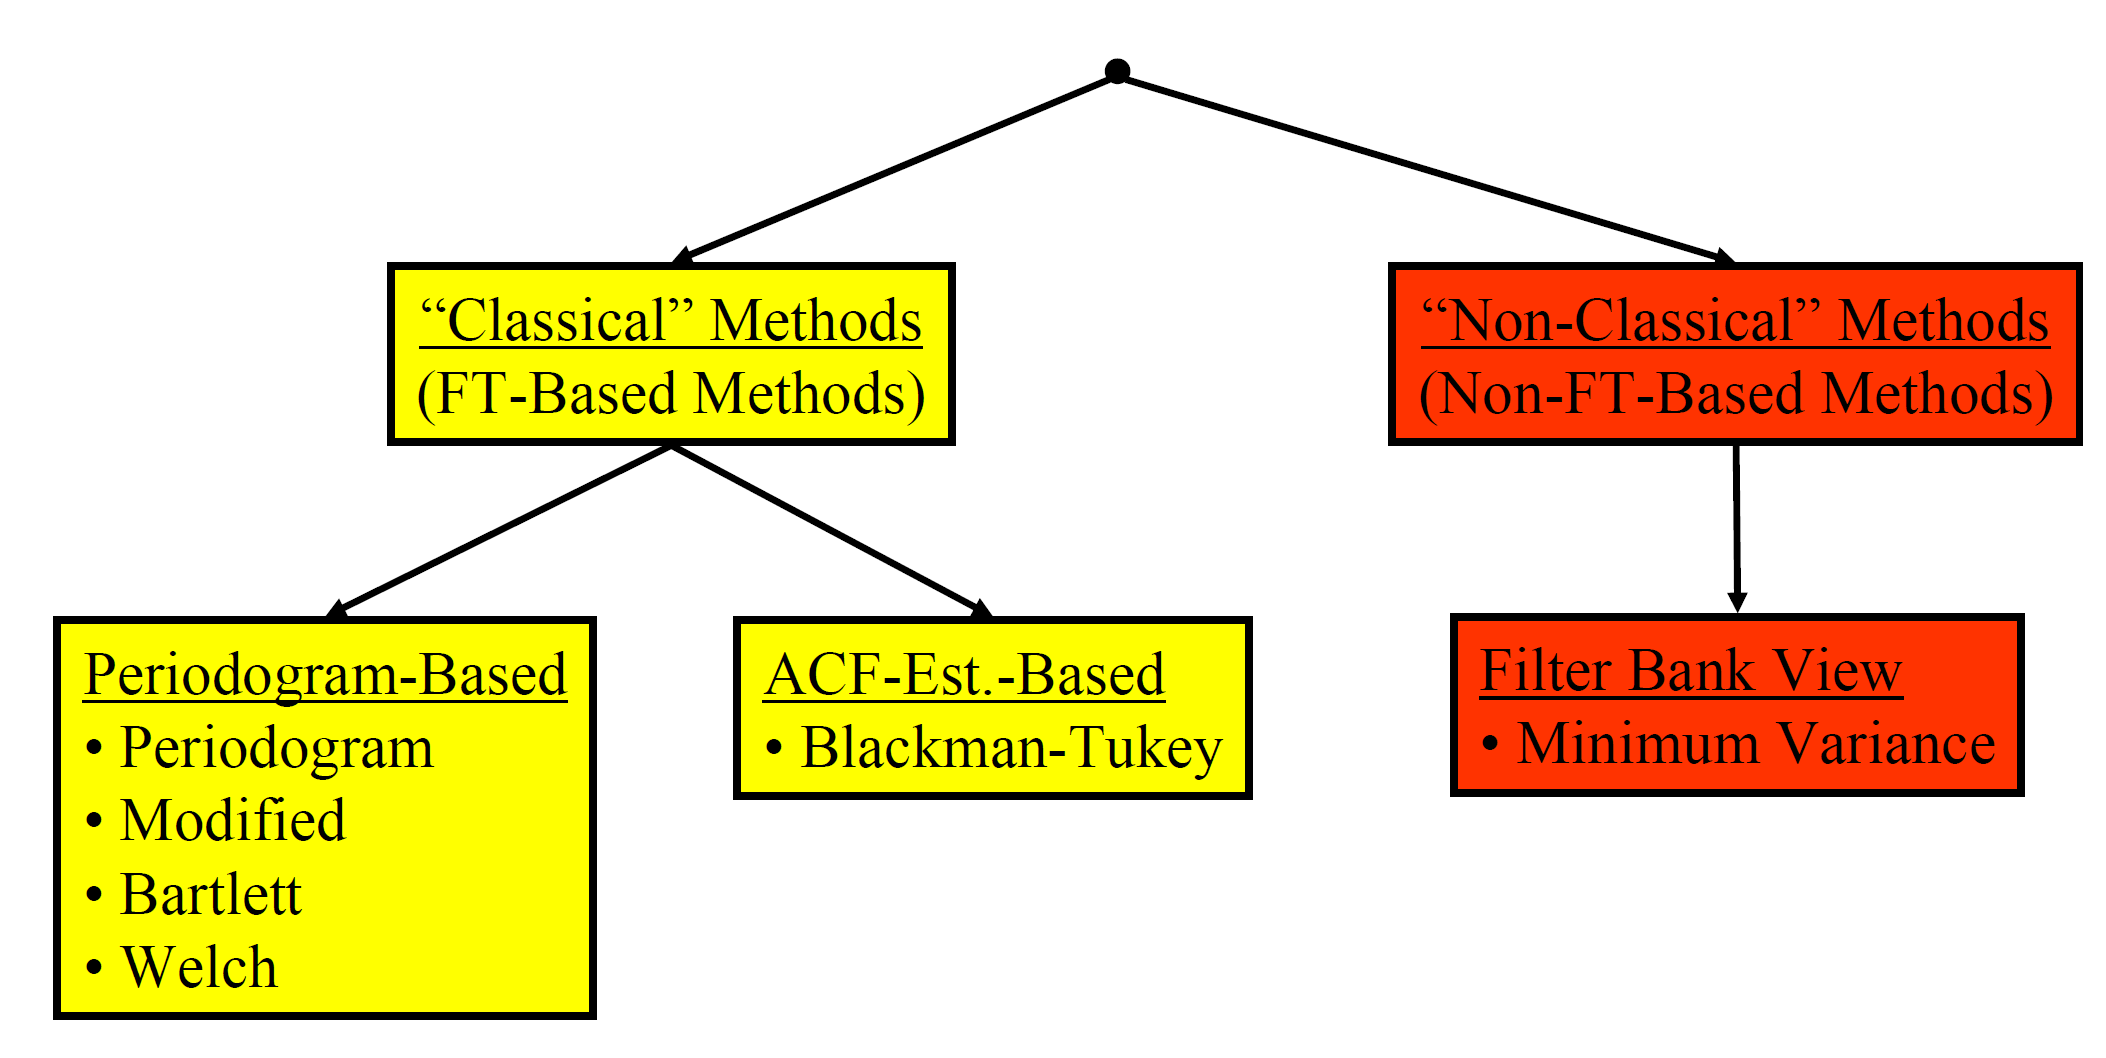 “Classical” Methods
(FT-Based Methods)
“Non-Classical” Methods
(Non-FT-Based Methods)
Periodogram-Based
• Periodogram
• Modified
• Bartlett
• Welch
ACF-Est.-Based
• Blackman-Tukey
Filter Bank View
• Minimum Variance